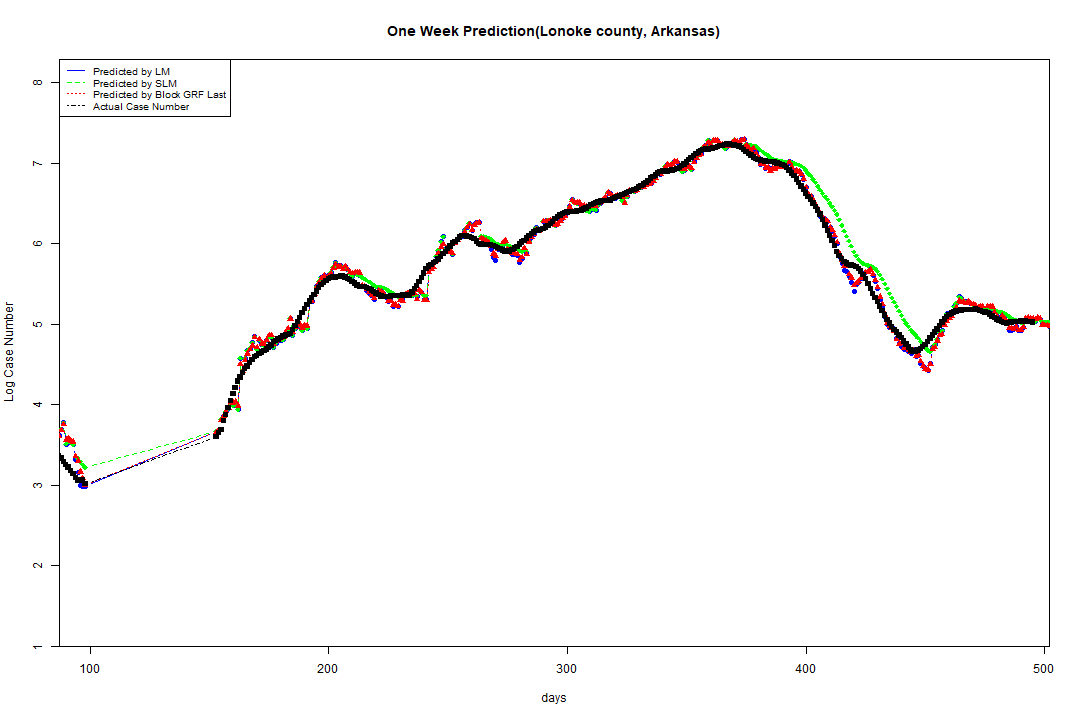 One Week Prediction(Lonoke county, Arkansas)
Predicted by LM
Predicted by SLM
Predicted by Block GRF Last
Actual Case Number
8
7
6
5
4
3
2
1
Log Case Number
100 200 300 400 500
days